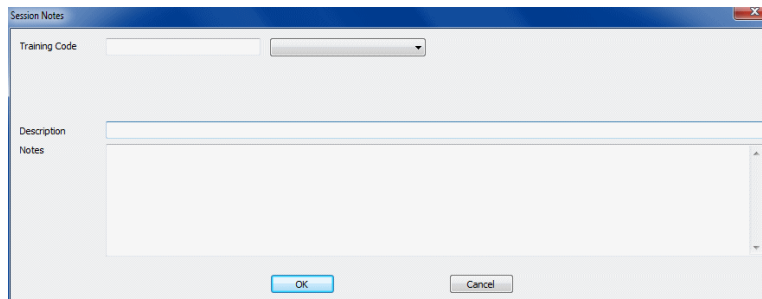 Session Notes
Training Code
Description
Notes
OK
Cancel